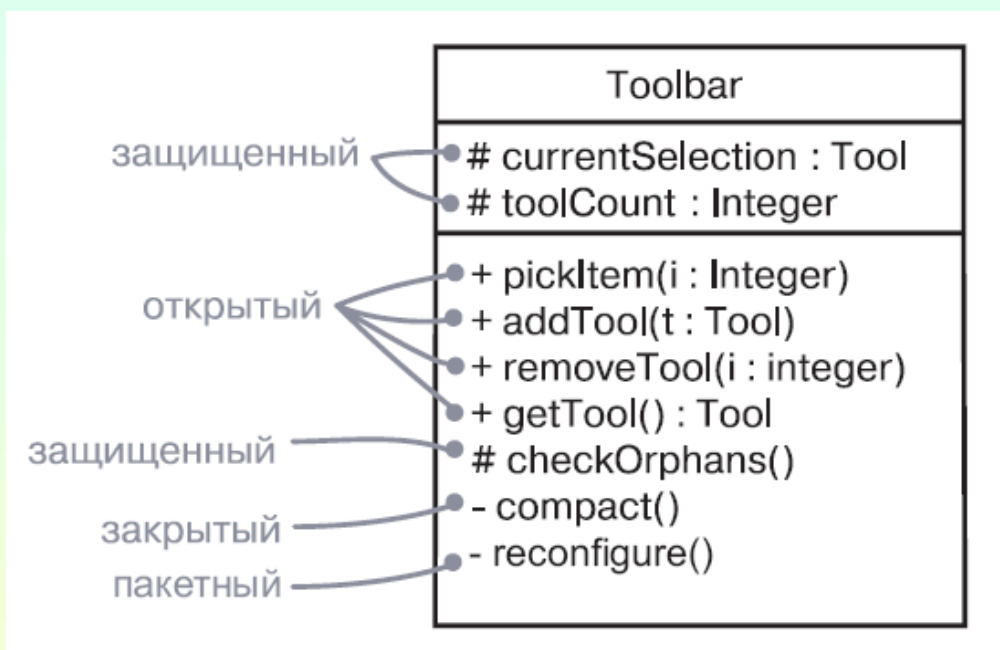 Toolbar
защищенный
# currentSelection : Tool
# toolCount : Integer
открытый
+ pickItem(i : Integer)
+ addTool(t : Tool)
+ removeTool(i : integer)
+ getTool() : Tool
защищенный
# checkOrphans()
закрытый
- compact()
пакетный
- reconfigure()